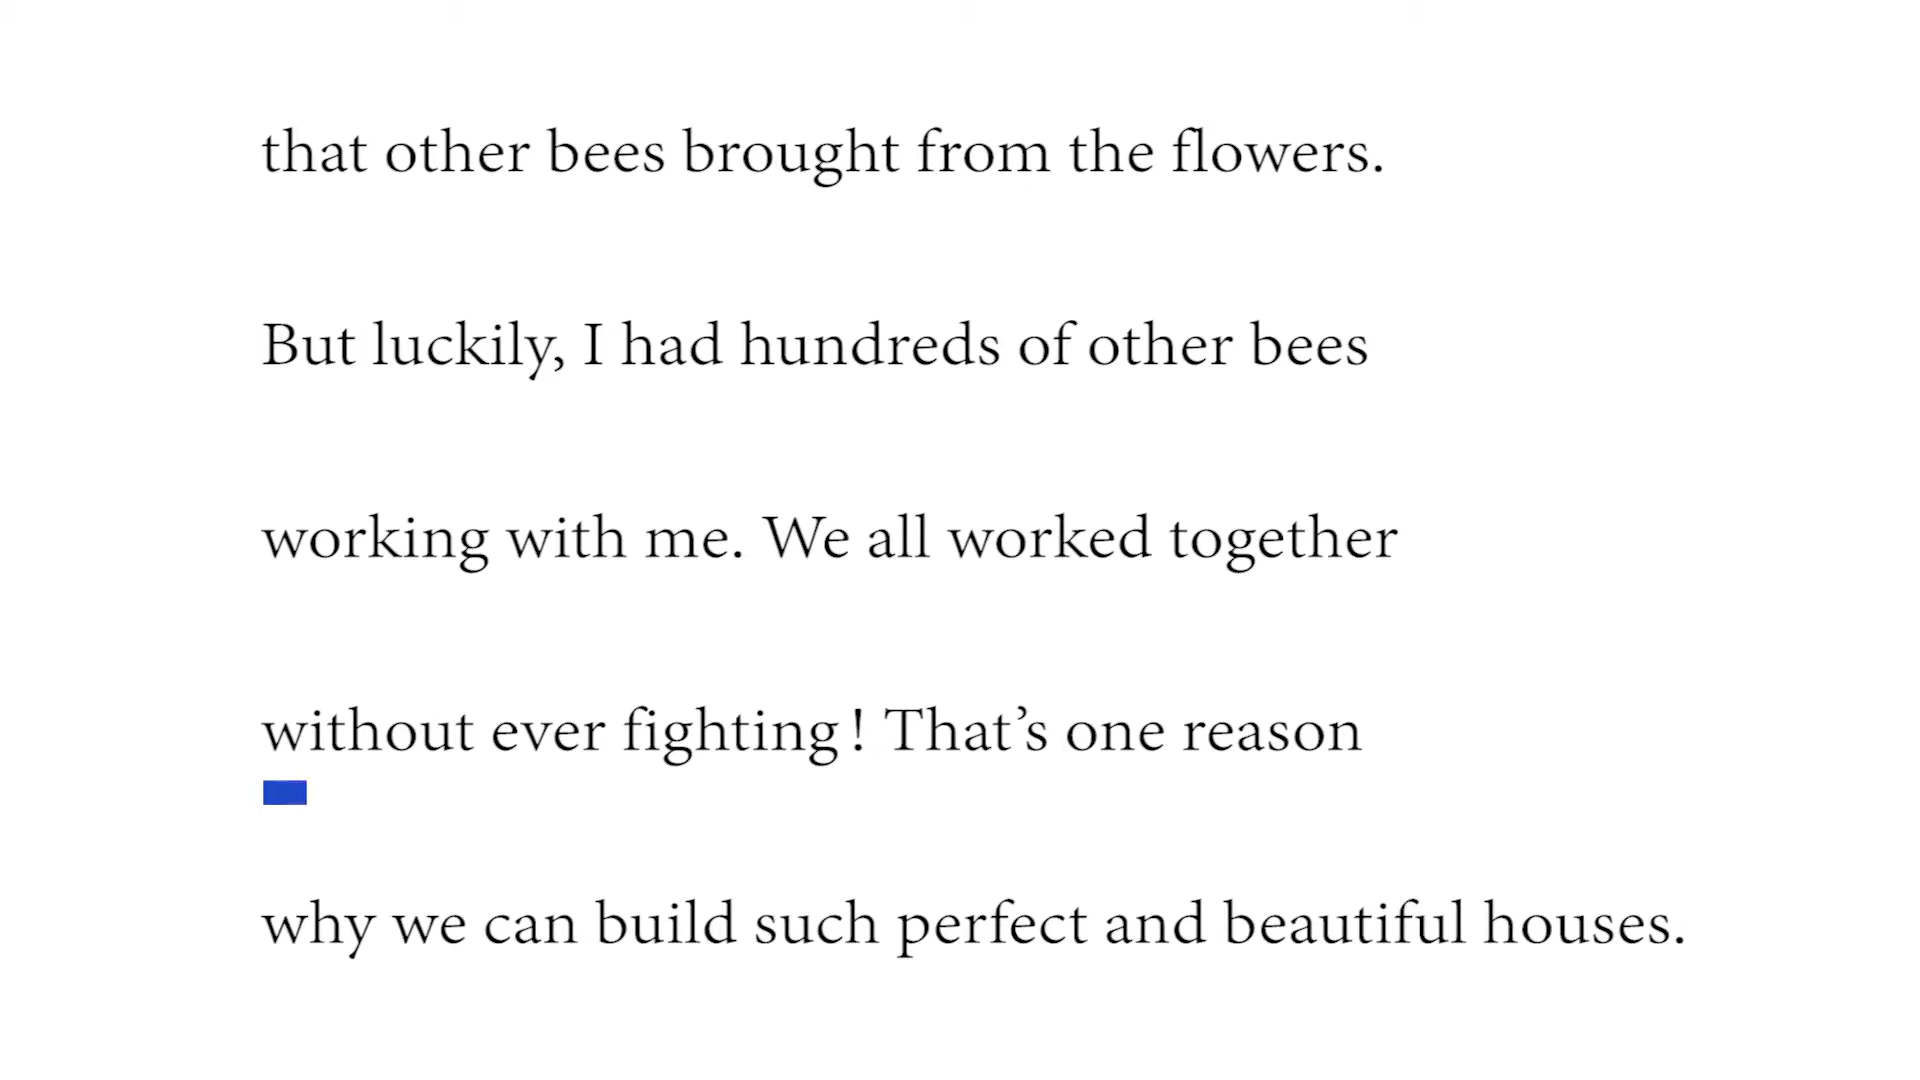 that other bees brought from the flowers.
But luckily, I had hundreds of other bees
working with me. We all worked together
without ever fighting ! That’s one reason
why we can build such perfect and beautiful houses.